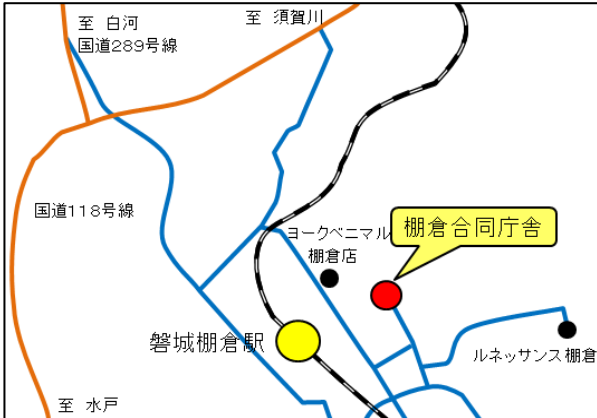 至 白河
国道289号線
至 須賀川
国道118号線
ヨークベニマル
棚倉店
棚倉合同庁舎
磐城棚倉駅
ルネッサンス棚倉
至 水戸